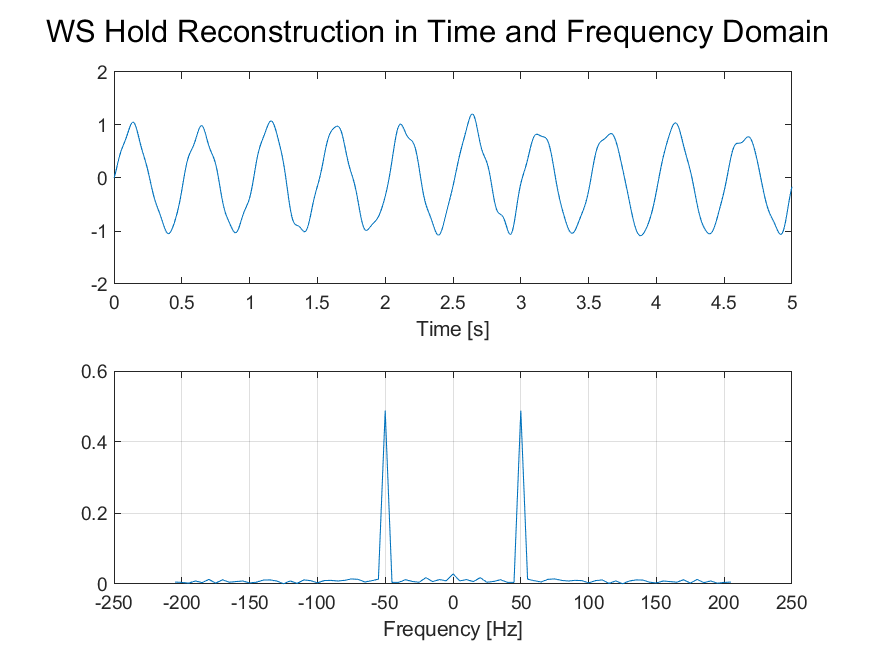 WS Hold Reconstruction in Time and Frequency Domain
2
1
0
-1
-2
0 0.5 1 1.5 2 2.5 3 3.5 4 4.5 5
Time [s]
0.6
0.4
0.2
0
-250 -200 -150 -100 -50 0 50 100 150 200 250
Frequency [Hz]